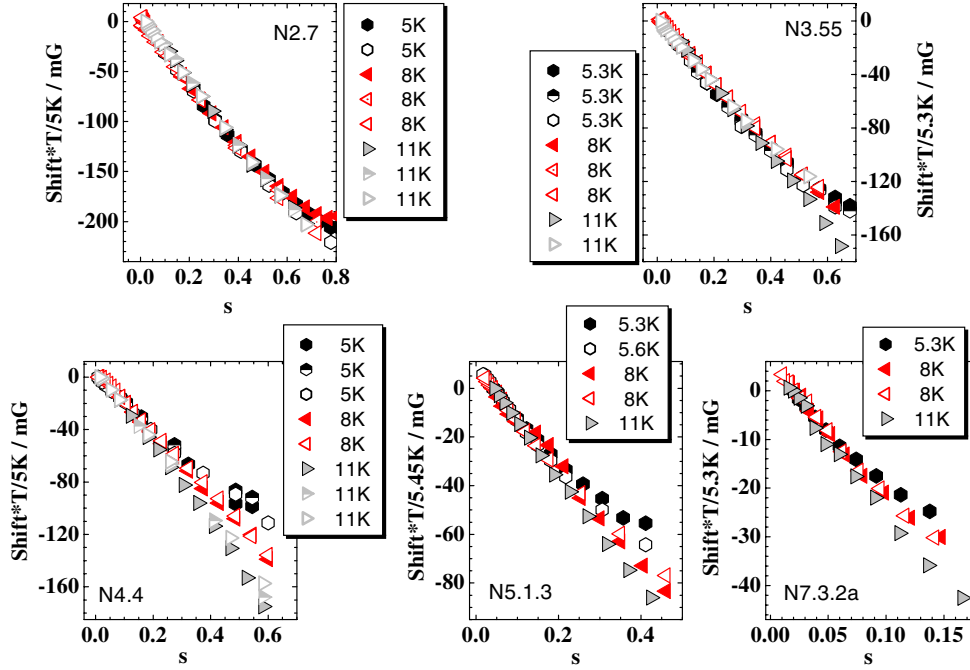 N2.7
Shift*T/5K / mG
0
-50
-100
-150
-200
0.0 0.2 0.4 0.6 0.8
s
5K
5K
8K
8K
8K
11K
11K
11K
5.3K
5.3K
5.3K
8K
8K
8K
11K
11K
N3.55
0
-40
-80
-120
-160
Shift*T/5.3K / mG
0.0 0.2 0.4 0.6
s
Shift*T/5K / mG
0
-40
-80
-120
-160
N4.4
0.0 0.2 0.4 0.6
s
5K
5K
5K
8K
8K
11K
11K
11K
Shift*T/5.45K / mG
0
-20
-40
-60
-80
N5.1.3
0.0 0.2 0.4
s
5.3K
5.6K
8K
8K
11K
Shift*T/5.3K / mG
0
-10
-20
-30
-40
N7.3.2a
0.00 0.05 0.10 0.15
s
5.3K
8K
8K
11K